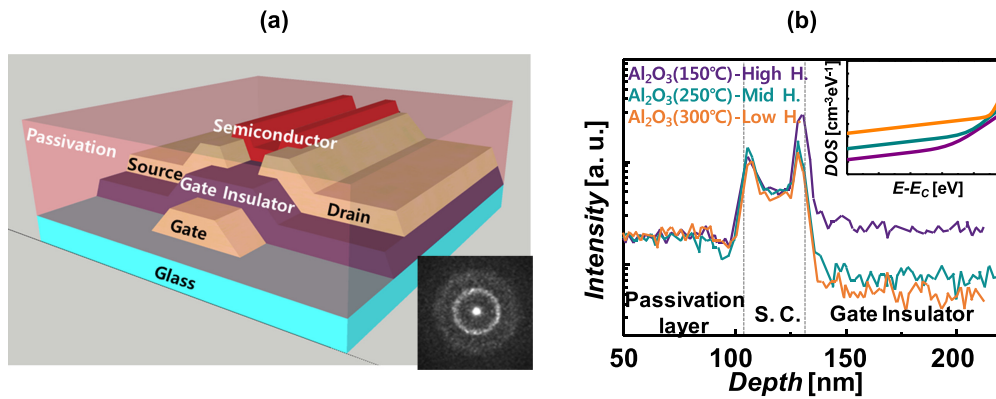 (a)
Passivation
Semiconductor
Source
Gate Insulator
Drain
Gate
Glass
(b)
Al₂O₃(150℃)-High H.
Al₂O₃(250℃)-Mid H.
Al₂O₃(300℃)-Low H.
DOS [cm⁻³eV⁻¹]
E-E_C [eV]
Intensity [a. u.]
Passivation
layer
S. C.
Gate Insulator
50 100 150 200
Depth [nm]